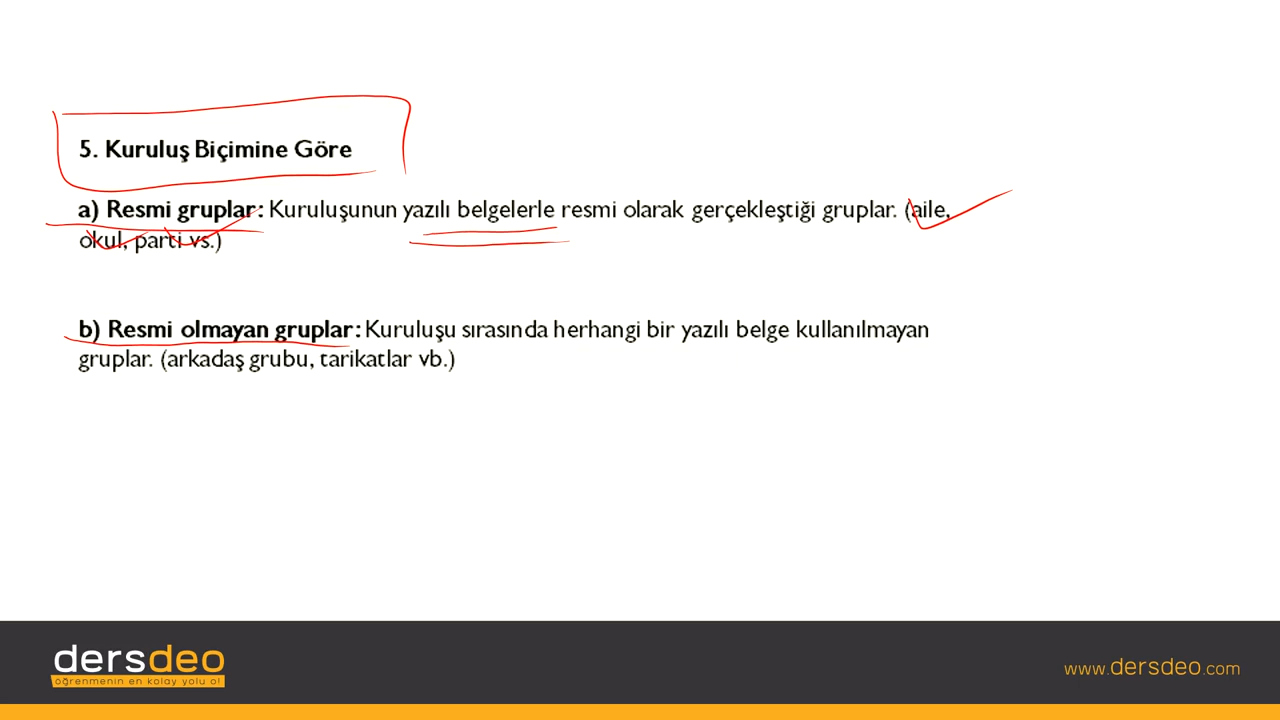 5. Kuruluş Biçimine Göre
a) Resmi gruplar: Kuruluşunun yazılı belgelerle resmi olarak gerçekleştiği gruplar. (aile,
okul, parti vs.)
b) Resmi olmayan gruplar: Kuruluşu sırasında herhangi bir yazılı belge kullanılmayan
gruplar. (arkadaş grubu, tarikatlar vb.)
dersdeo
öğrenmenin en kolay yolu o!
www.dersdeo.com